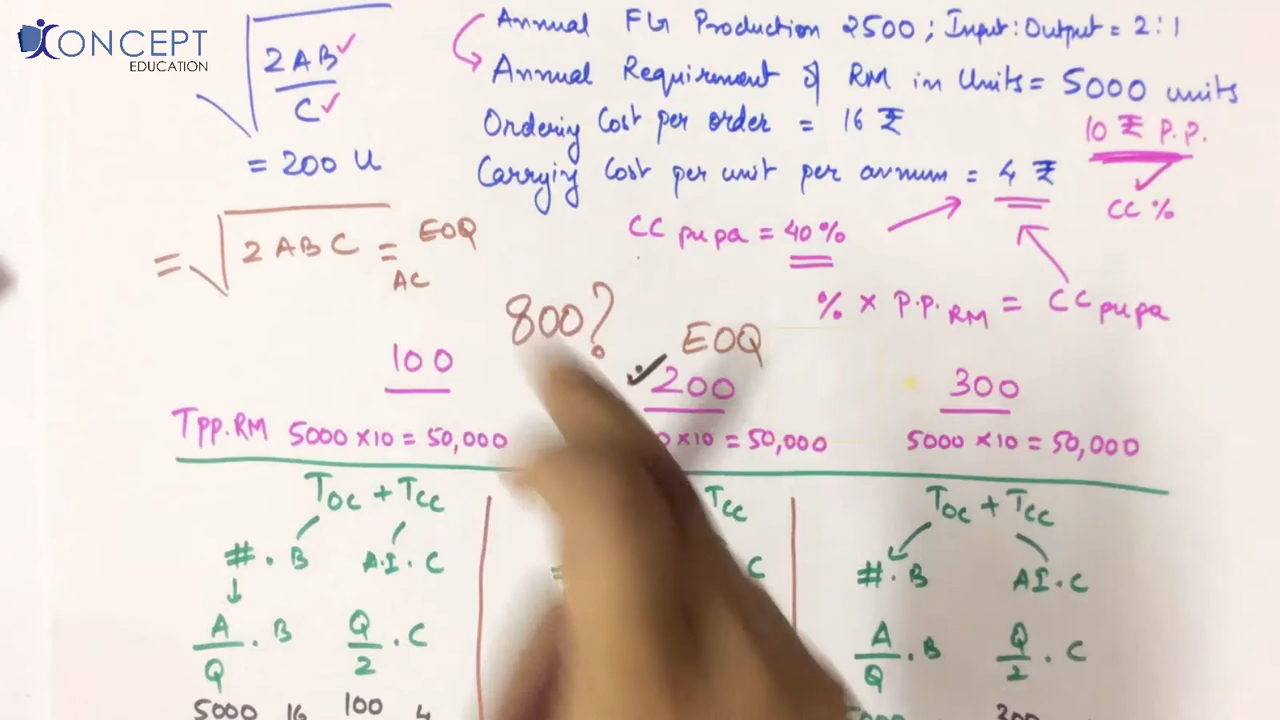 KONCEPT
EDUCATION
√ 2AB / C
= 200 U
Annual FG Production 2500 ; Input:Output = 2:1
Annual Requirement of RM in Units = 5000 units
Ordering Cost per order = 16 ₹
10 ₹ P.P.
Carrying Cost per unit per annum = 4 ₹
CC %
CC pupa = 40%
= √ 2ABC = EOQ
AC
% × P.P. RM = CC pupa
800?
EOQ
100
200
300
Tpp.RM 5000×10 = 50,000
0×10 = 50,000
5000×10 = 50,000
Toc + Tcc
Tcc
Toc + Tcc
#. B A.I. C
C
#. B AI. C
A/Q . B Q/2 . C
A/Q . B Q/2 . C
5000 16 100 4
300